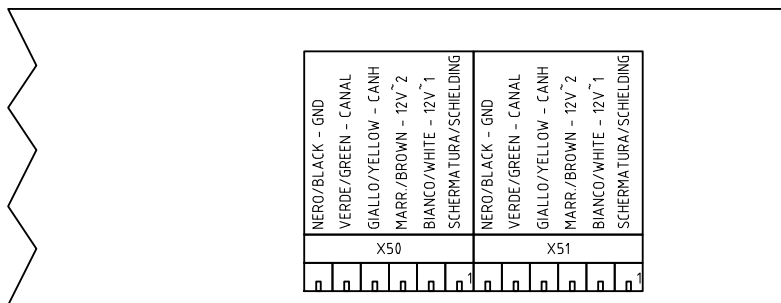 NERO/BLACK - GND
VERDE/GREEN - CANAL
GIALLO/YELLOW - CANH
MARR./BROWN - 12V~2
BIANCO/WHITE - 12V~1
SCHERMATURA/SCHIELDING
NERO/BLACK - GND
VERDE/GREEN - CANAL
GIALLO/YELLOW - CANH
MARR./BROWN - 12V~2
BIANCO/WHITE - 12V~1
SCHERMATURA/SCHIELDING
X50
X51
1
1